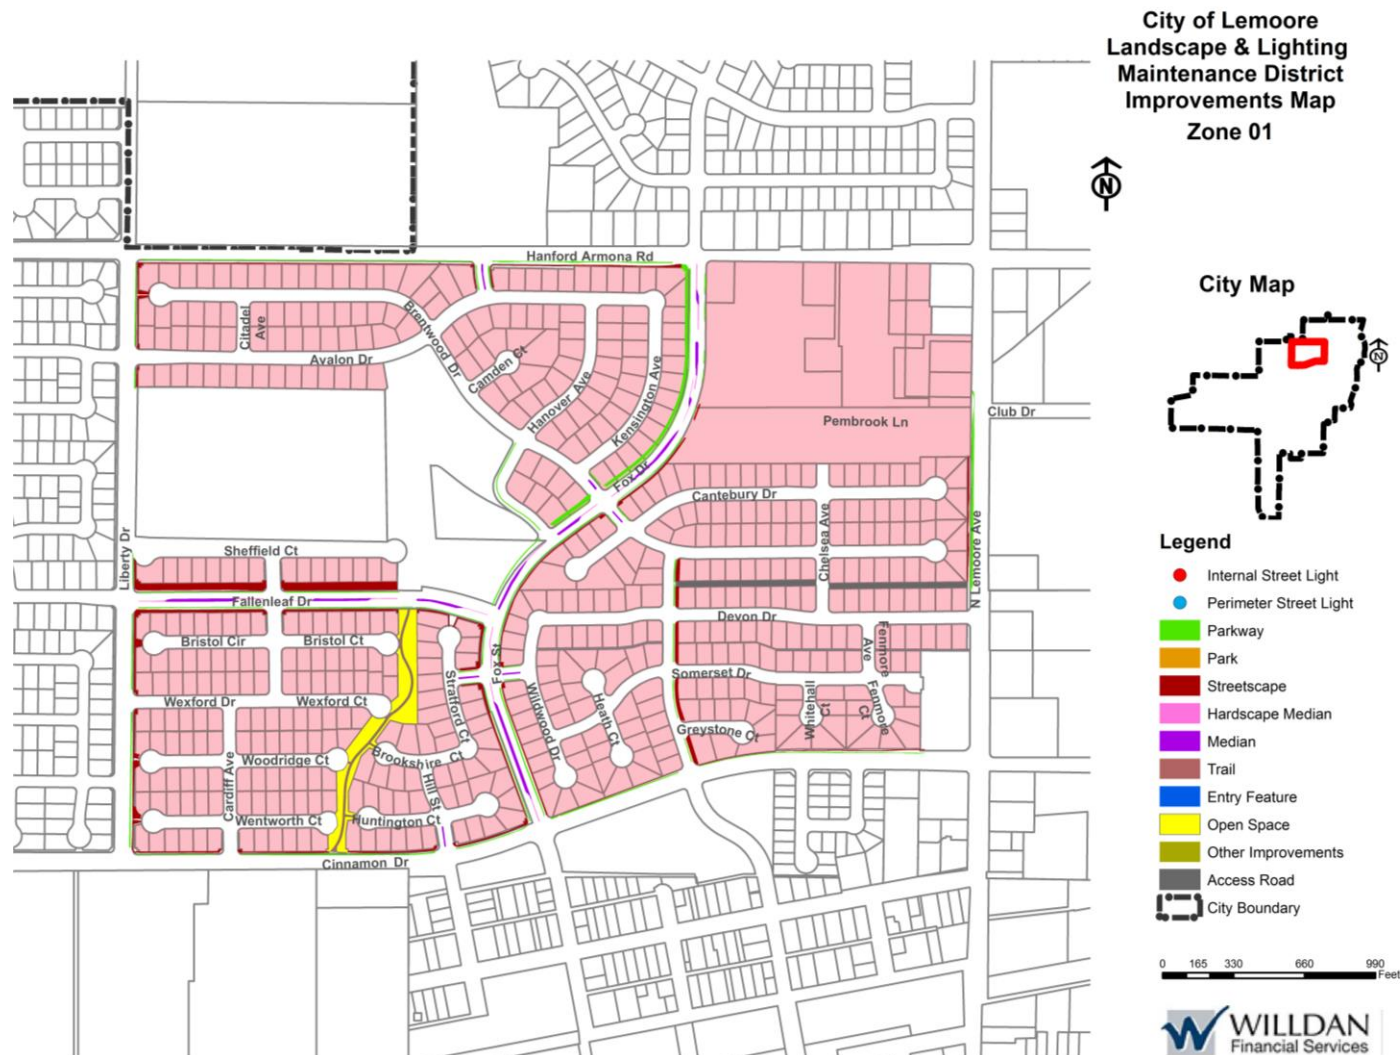 City of Lemoore
Landscape & Lighting
Maintenance District
Improvements Map
Zone 01
N
Hanford Armona Rd
City Map
N
Citadel
Ave
Brentwood Dr
Avalon Dr
Camden Ct
Hanover Ave
Kensington Ave
Fox Dr
Pembrook Ln
Club Dr
Cantebury Dr
Chelsea Ave
N Lemoore Ave
Liberty Dr
Sheffield Ct
Fallenleaf Dr
Devon Dr
Bristol Cir
Bristol Ct
Fox St
Fenmore
Ave
Stratford Ct
Somerset Dr
Wexford Dr
Wexford Ct
Wildwood Dr
Heath Ct
Whitehall
Ct
Fenmore
Ct
Greystone Ct
Cardiff Ave
Woodridge Ct
Brookshire Ct
Hill St
Wentworth Ct
Huntington Ct
Cinnamon Dr
Legend
Internal Street Light
Perimeter Street Light
Parkway
Park
Streetscape
Hardscape Median
Median
Trail
Entry Feature
Open Space
Other Improvements
Access Road
City Boundary
0 165 330 660 990
Feet
WILLDAN
Financial Services